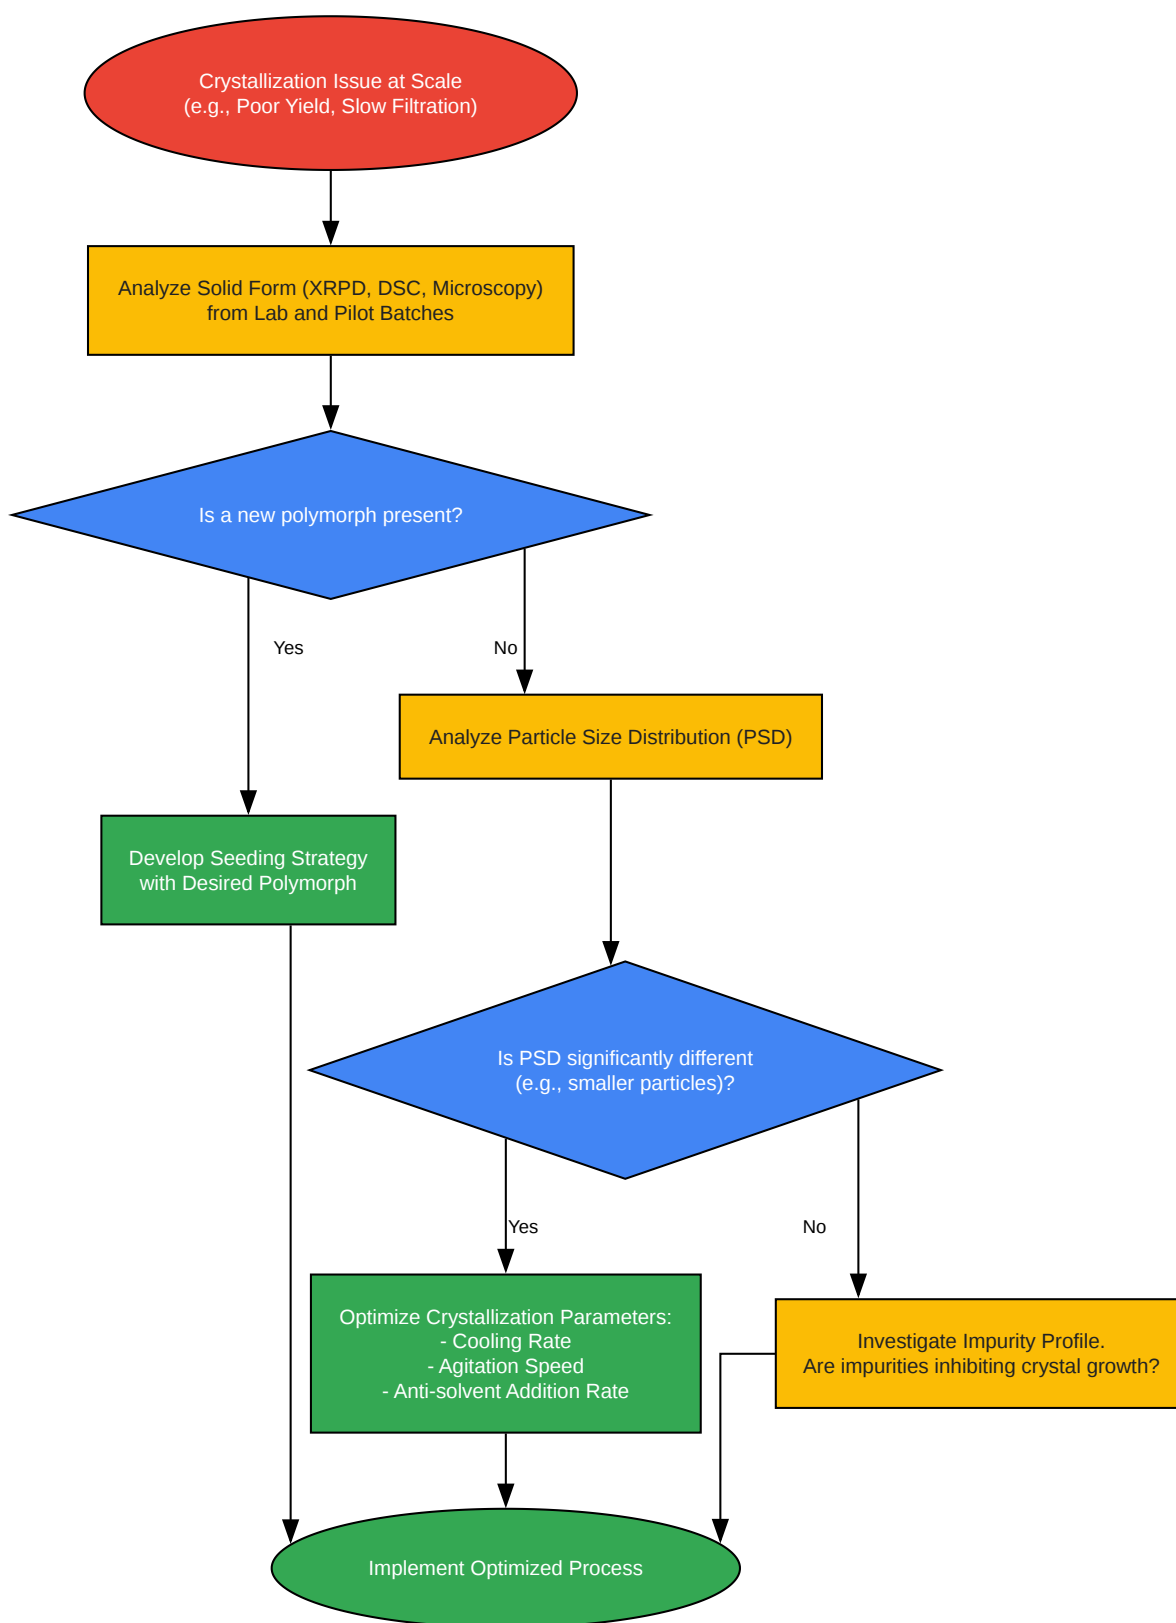 Crystallization Issue at Scale
(e.g., Poor Yield, Slow Filtration)
Analyze Solid Form (XRPD, DSC, Microscopy)
from Lab and Pilot Batches
Is a new polymorph present?
Yes
No
Analyze Particle Size Distribution (PSD)
Develop Seeding Strategy
with Desired Polymorph
Is PSD significantly different
(e.g., smaller particles)?
Yes
No
Optimize Crystallization Parameters:
- Cooling Rate
- Agitation Speed
- Anti-solvent Addition Rate
Investigate Impurity Profile.
Are impurities inhibiting crystal growth?
Implement Optimized Process